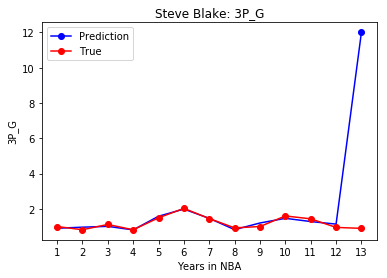 Steve Blake: 3P_G
Prediction
True
3P_G
12
10
8
6
4
2
1 2 3 4 5 6 7 8 9 10 11 12 13
Years in NBA